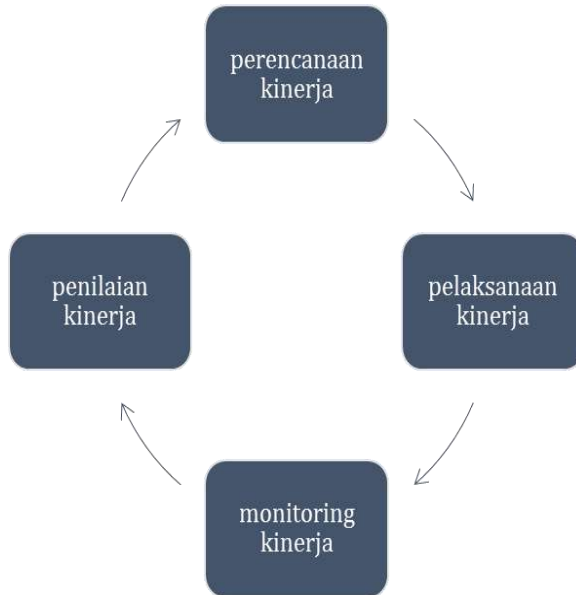 perencanaan
kinerja
pelaksanaan
kinerja
monitoring
kinerja
penilaian
kinerja